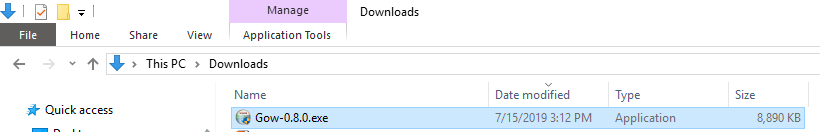 Manage Downloads
File Home Share View Application Tools
This PC Downloads
Name Date modified Type Size
Quick access Gow-0.8.0.exe 7/15/2019 3:12 PM Application 8,890 KB